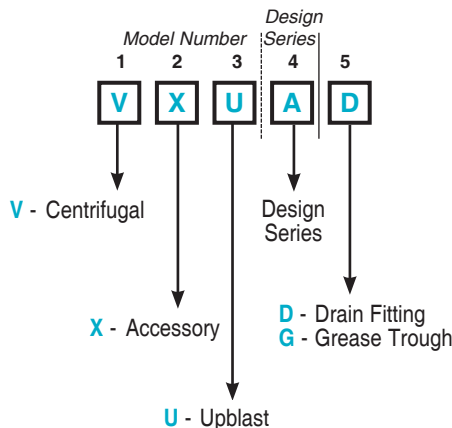 Design
Model Number Series
1 2 3 4 5
V X U A D
V - Centrifugal
Design
Series
D - Drain Fitting
X - Accessory
G - Grease Trough
U - Upblast